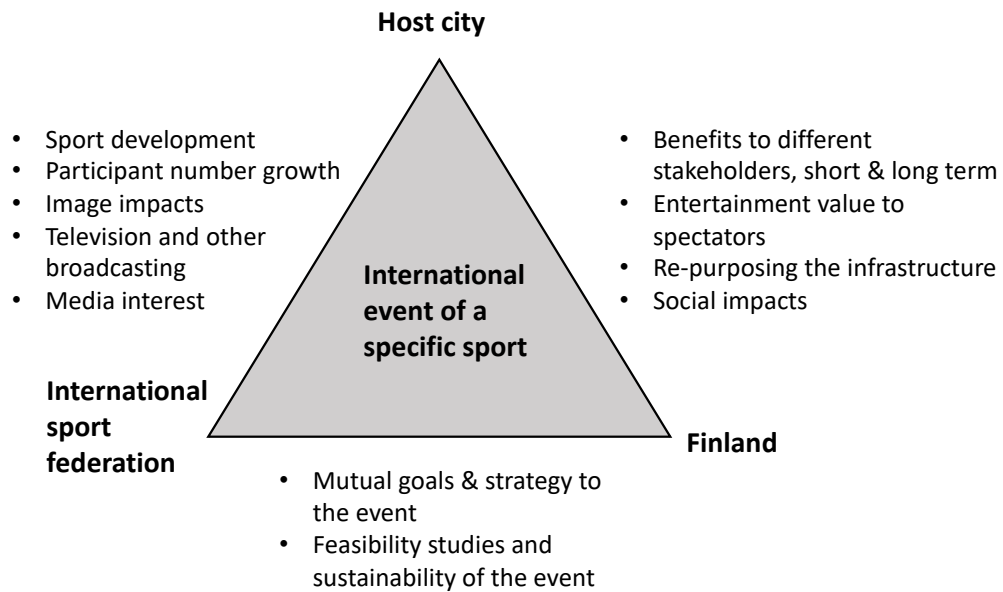 Host city
• Sport development
• Participant number growth
• Image impacts
• Television and other
broadcasting
• Media interest
• Benefits to different
stakeholders, short & long term
• Entertainment value to
spectators
• Re-purposing the infrastructure
• Social impacts
International
event of a
specific sport
International
sport
federation
Finland
• Mutual goals & strategy to
the event
• Feasibility studies and
sustainability of the event